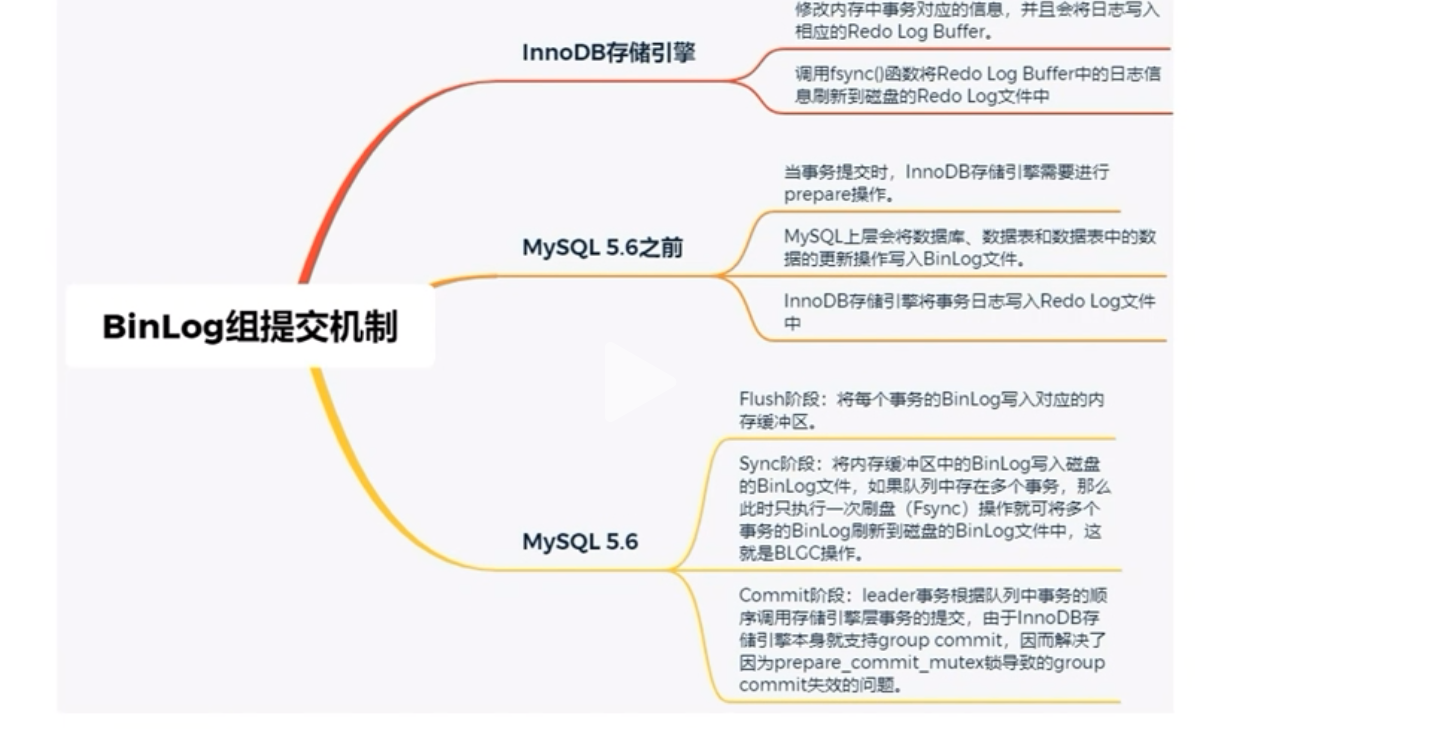 修改内存中事务对应的信息，并且会将日志写入
相应的Redo Log Buffer。
InnoDB存储引擎
调用fsync()函数将Redo Log Buffer中的日志信
息刷新到磁盘的Redo Log文件中
当事务提交时，InnoDB存储引擎需要进行
prepare操作。
MySQL 5.6之前
MySQL上层会将数据库、数据表和数据表中的数
据的更新操作写入BinLog文件。
InnoDB存储引擎将事务日志写入Redo Log文件
中
BinLog组提交机制
Flush阶段：将每个事务的BinLog写入对应的内
存缓冲区。
Sync阶段：将内存缓冲区中的BinLog写入磁盘
的BinLog文件，如果队列中存在多个事务，那么
此时只执行一次刷盘（Fsync）操作就可将多个
事务的BinLog刷新到磁盘的BinLog文件中，这
就是BLGC操作。
MySQL 5.6
Commit阶段：leader事务根据队列中事务的顺
序调用存储引擎层事务的提交，由于InnoDB存
储引擎本身就支持group commit，因而解决了
因为prepare_commit_mutex锁导致的group
commit失效的问题。